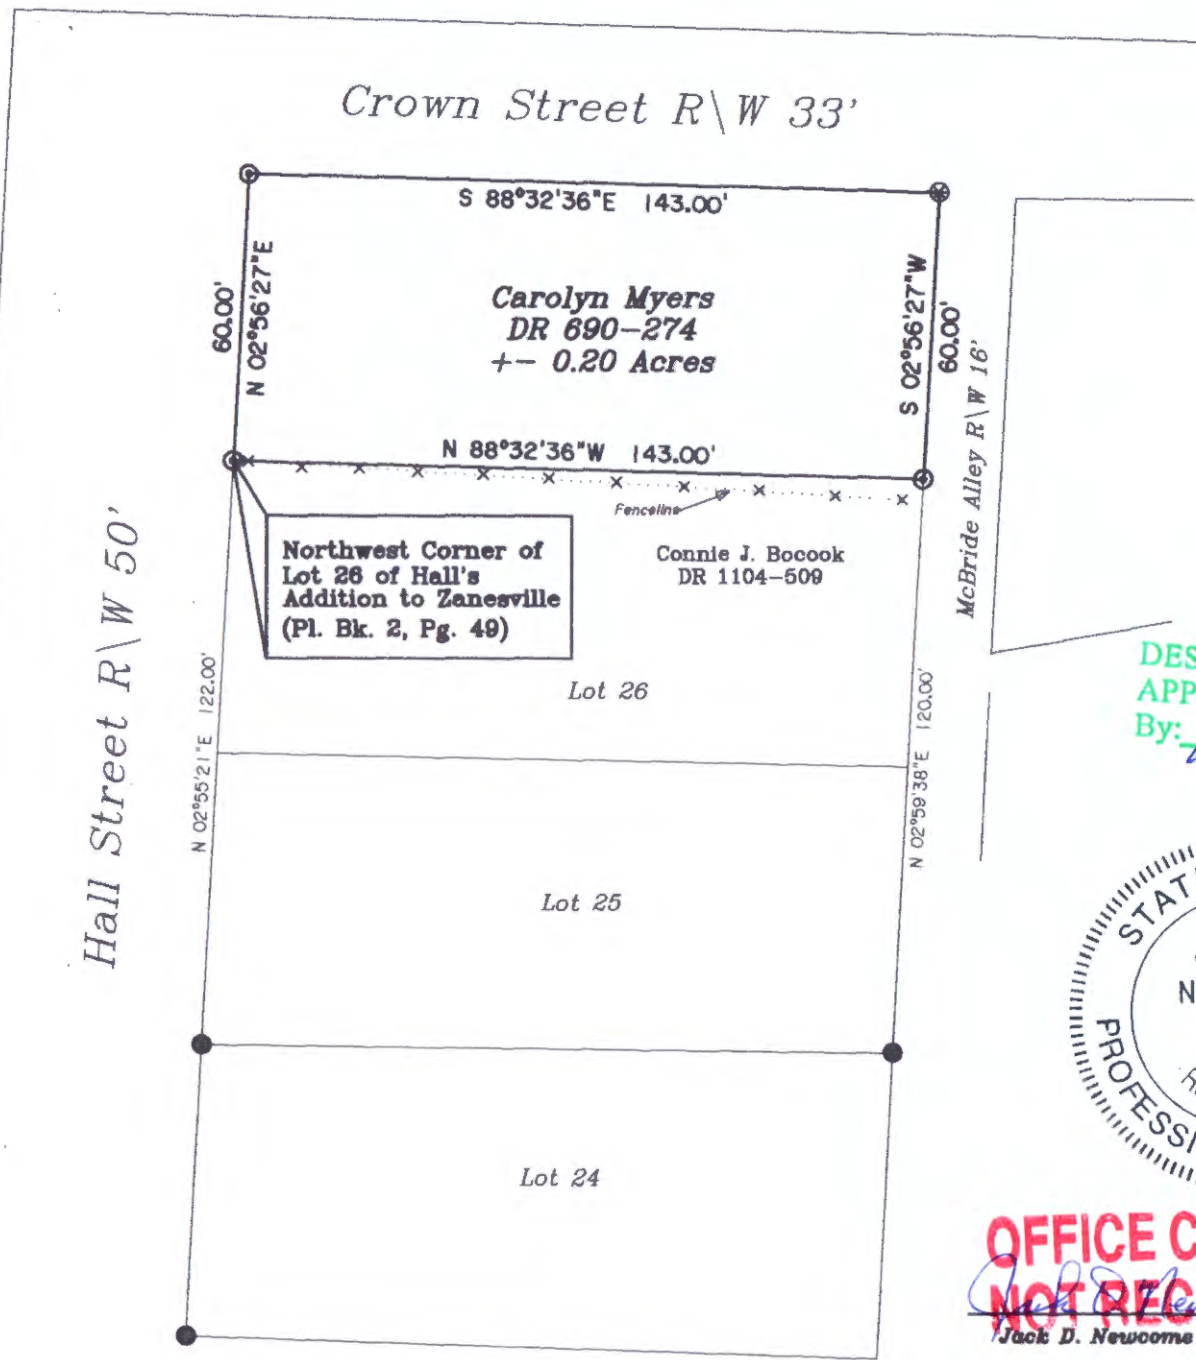 Crown Street R\W 33'
S 88°32'36"E 143.00'
60.00'
N 02°56'27"E
Carolyn Myers
DR 690-274
+- 0.20 Acres
S 02°56'27"W
60.00'
McBride Alley R\W 16'
N 88°32'36"W 143.00'
Fenceline
Northwest Corner of
Lot 26 of Hall's
Addition to Zanesville
(Pl. Bk. 2, Pg. 49)
Connie J. Bocook
DR 1104-509
Hall Street R\W 50'
N 02°55'21"E 122.00'
Lot 26
N 02°59'38"E 120.00'
DES
APP
By:
Lot 25
STAT
N
PROFESSI
Lot 24
OFFICE C
NOT REC
Jack D. Newcome